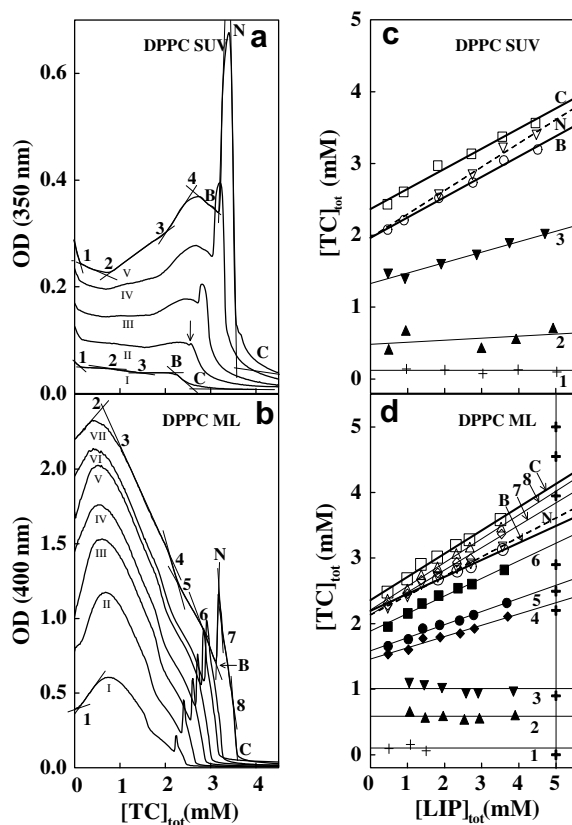 a
DPPC SUV
OD (350 nm)
0.6
0.4
0.2
0.0
1
2
3
4
B
N
C
V
IV
III
II
I
1
2
3
B
C
b
DPPC ML
OD (400 nm)
2.0
1.5
1.0
0.5
0.0
0
1
2
3
4
[TC]tot(mM)
1
2
3
4
5
6
N
7
B
8
C
VII
VI
V
IV
III
II
I
c
DPPC SUV
[TC]tot (mM)
5
4
3
2
1
0
C
N
B
3
2
1
d
DPPC ML
[TC]tot (mM)
5
4
3
2
1
0
0
1
2
3
4
5
6
[LIP]tot(mM)
B
7
8
C
N
6
5
4
3
2
1